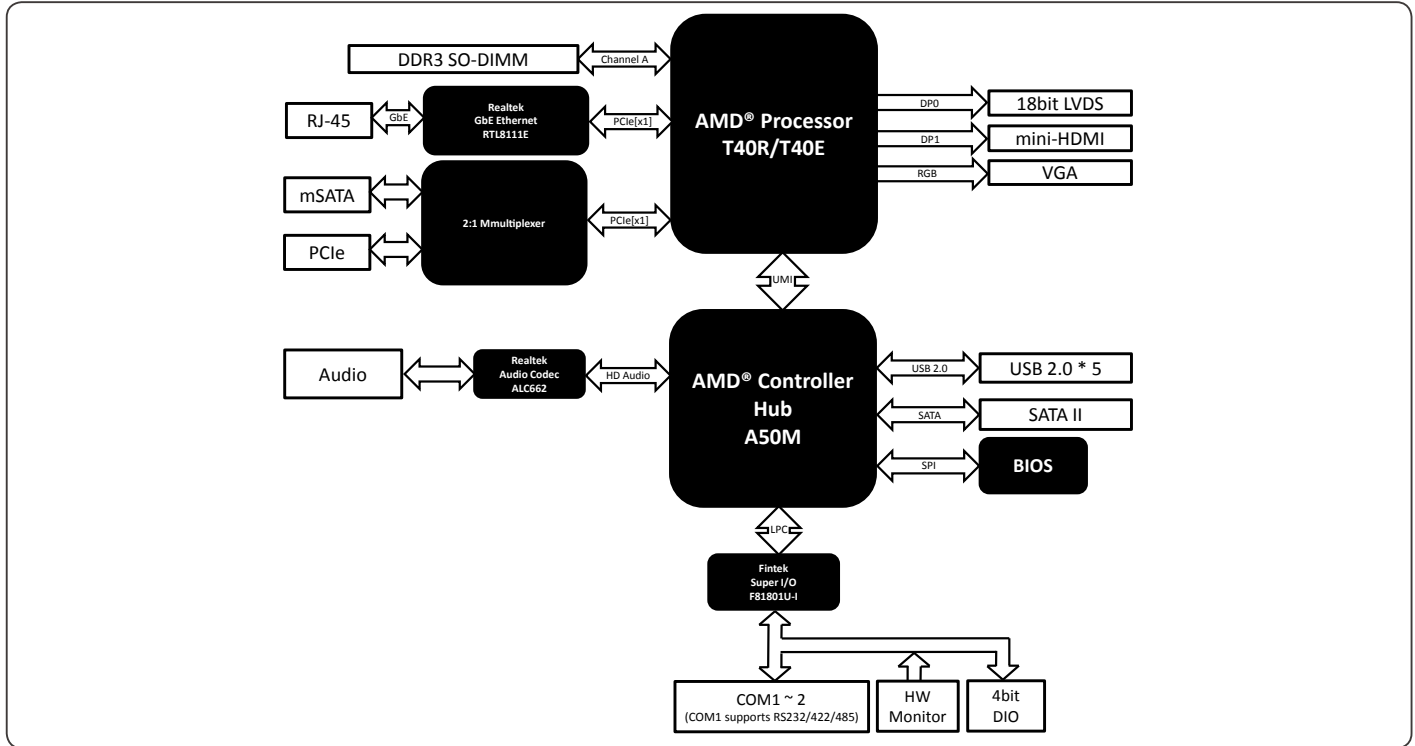 DDR3 SO-DIMM
Channel A
RJ-45
GbE
Realtek
GbE Ethernet
RTL8111E
PCIe[x1]
mSATA
PCIe
2:1 Mmultiplexer
PCIe[x1]
AMD® Processor
T40R/T40E
DP0
18bit LVDS
DP1
mini-HDMI
RGB
VGA
UMI
Audio
Realtek
Audio Codec
ALC662
HD Audio
AMD® Controller
Hub
A50M
USB 2.0
USB 2.0 * 5
SATA
SATA II
SPI
BIOS
LPC
Fintek
Super I/O
F81801U-I
COM1 ~ 2
(COM1 supports RS232/422/485)
HW
Monitor
4bit
DIO